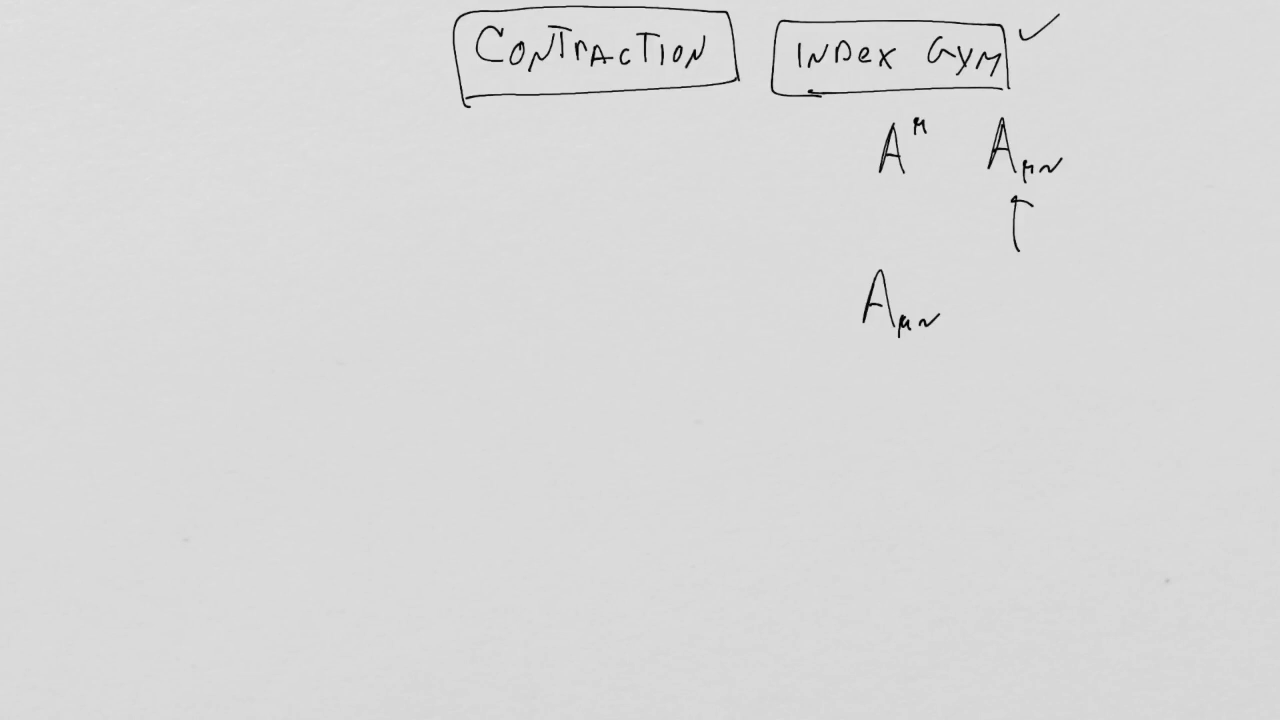 CONTRACTION INDEX GYM ✓
A^μ A_μν
↑
A_μν